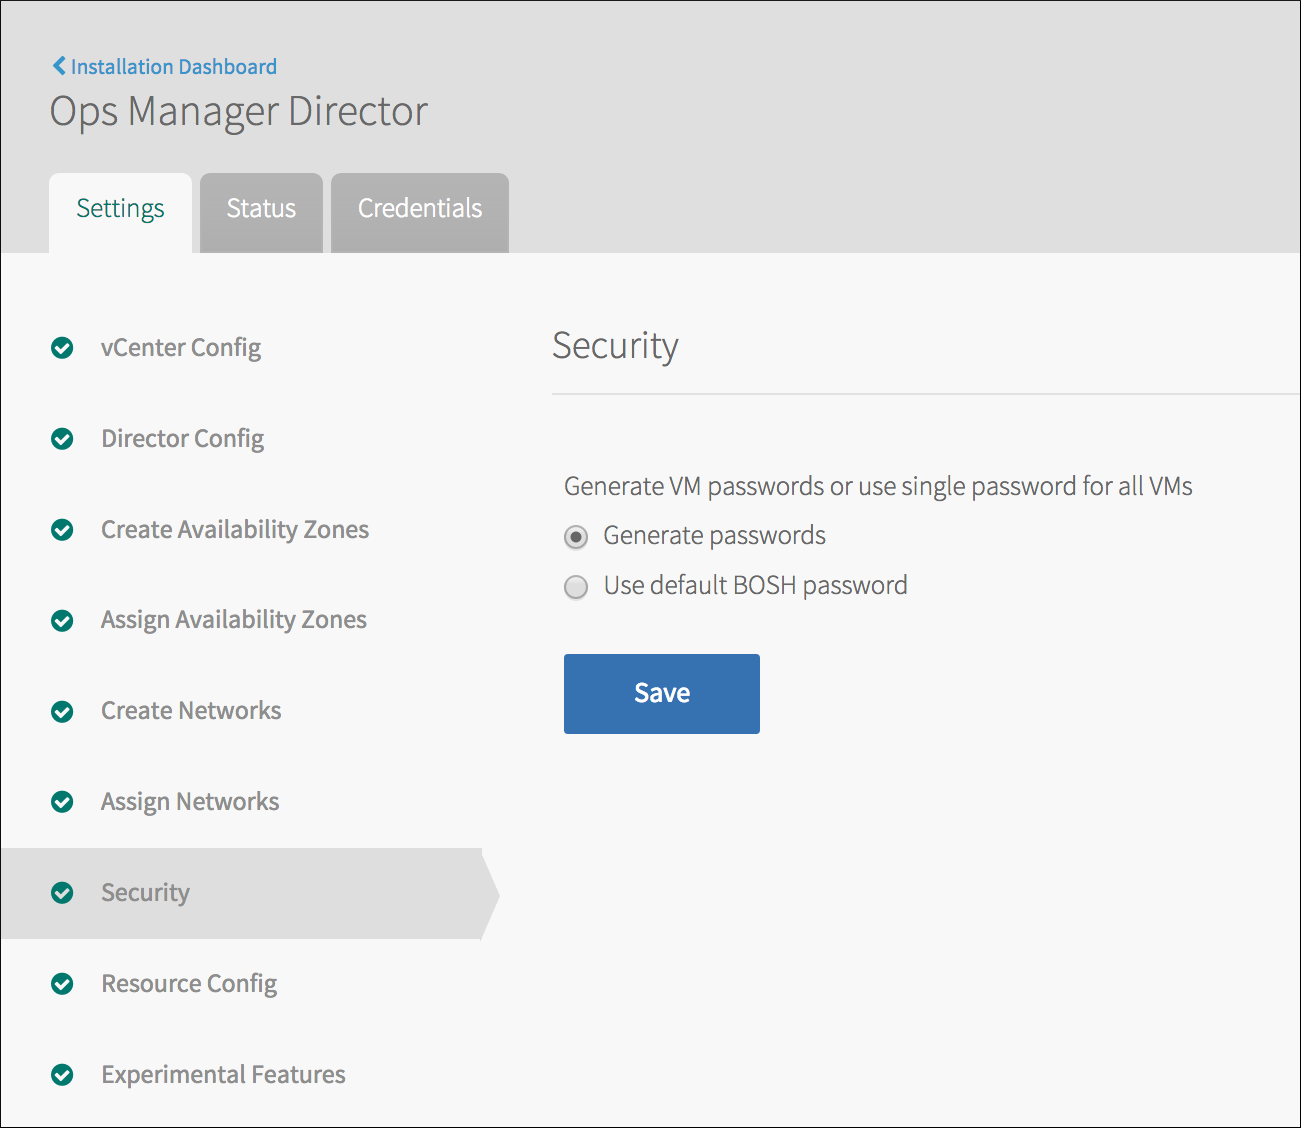 Installation Dashboard
Ops Manager Director
Settings
Status
Credentials
vCenter Config
Director Config
Create Availability Zones
Assign Availability Zones
Create Networks
Assign Networks
Security
Resource Config
Experimental Features
Security
Generate VM passwords or use single password for all VMs
Generate passwords
Use default BOSH password
Save